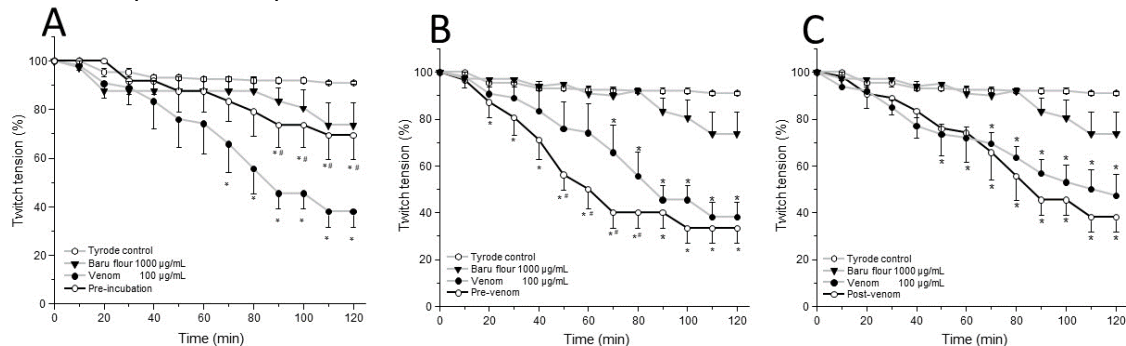 A
B
C
Twitch tension (%)
100
80
60
40
20
0
* # * # * # * #
* * * * * *
Tyrode control
Baru flour 1000 µg/mL
Venom 100 µg/mL
Pre-incubation
0 20 40 60 80 100 120
Time (min)
Twitch tension (%)
100
80
60
40
20
0
* * * * * *
* * * *# *# *# *# * * * *
Tyrode control
Baru flour 1000 µg/mL
Venom 100 µg/mL
Pre-venom
0 20 40 60 80 100 120
Time (min)
Twitch tension (%)
100
80
60
40
20
0
* * * * * *
* * * * * * * *
Tyrode control
Baru flour 1000 µg/mL
Venom 100 µg/mL
Post-venom
0 20 40 60 80 100 120
Time (min)